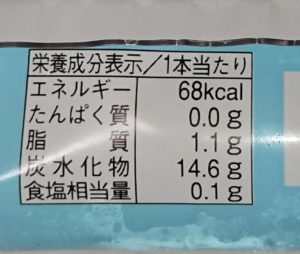 栄養成分表示/1本当たり
エネルギー 68kcal
たんぱく質 0.0g
脂質 1.1g
炭水化物 14.6g
食塩相当量 0.1g